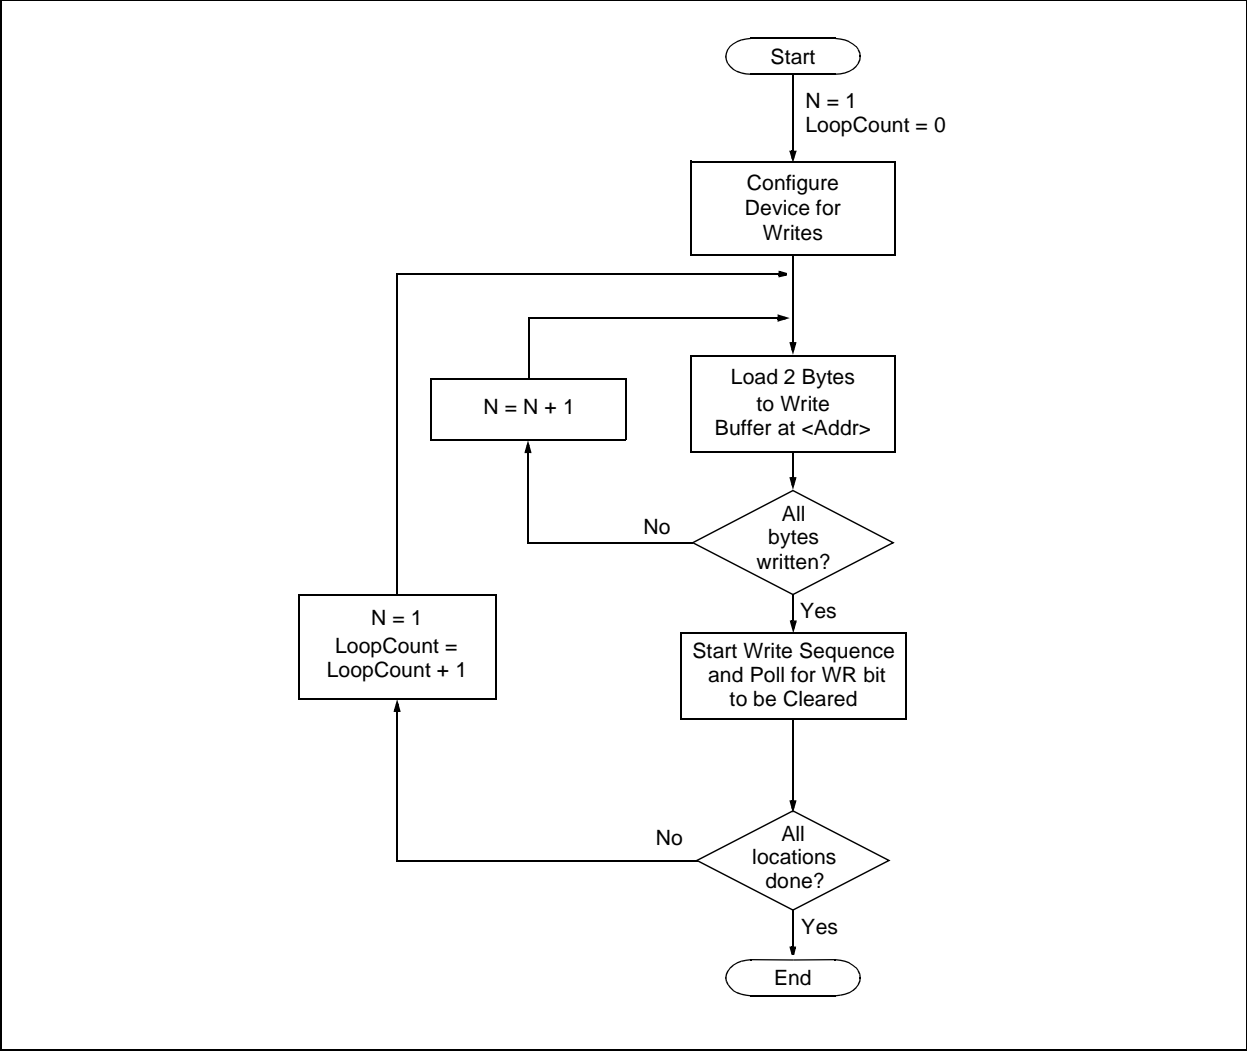 Start
N = 1
LoopCount = 0
Configure
Device for
Writes
Load 2 Bytes
to Write
Buffer at <Addr>
N = N + 1
All
bytes
written?
No
Yes
N = 1
LoopCount =
LoopCount + 1
Start Write Sequence
and Poll for WR bit
to be Cleared
All
locations
done?
No
Yes
End